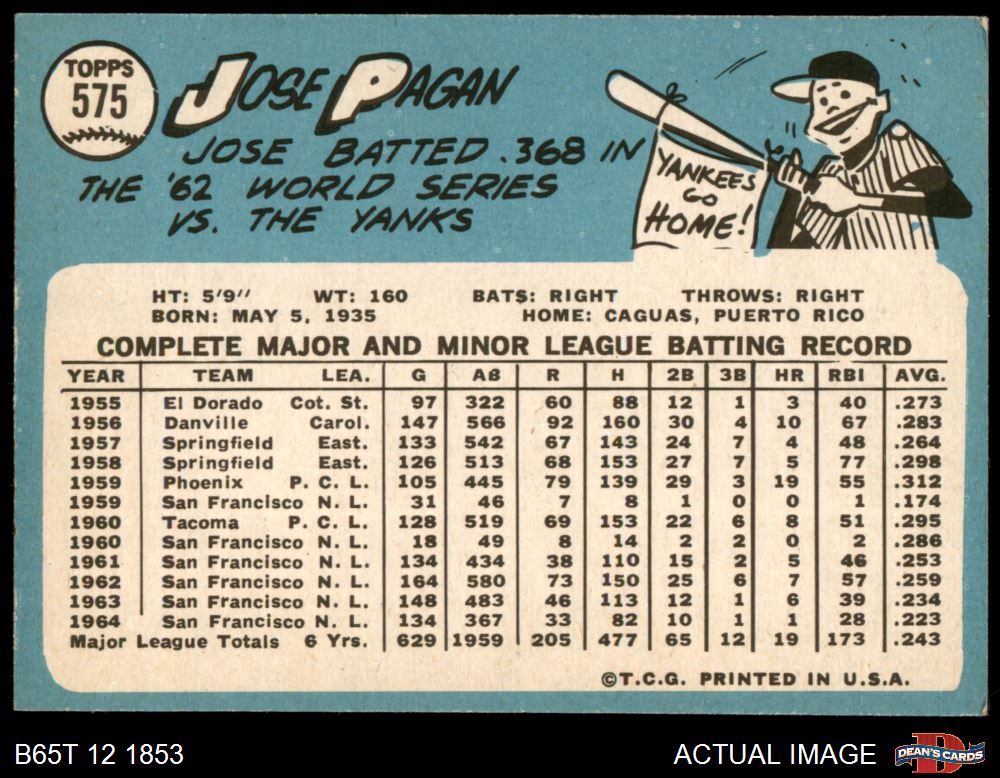 TOPPS
575
JOSE PAGAN
JOSE BATTED .368 IN
THE '62 WORLD SERIES
VS. THE YANKS
YANKEES
GO
HOME!
HT: 5'9" WT: 160 BATS: RIGHT THROWS: RIGHT
BORN: MAY 5, 1935 HOME: CAGUAS, PUERTO RICO
COMPLETE MAJOR AND MINOR LEAGUE BATTING RECORD
YEAR TEAM LEA. G AB R H 2B 3B HR RBI AVG.
1955 El Dorado Cot. St. 97 322 60 88 12 1 3 40 .273
1956 Danville Carol. 147 566 92 160 30 4 10 67 .283
1957 Springfield East. 133 542 67 143 24 7 4 48 .264
1958 Springfield East. 126 513 68 153 27 7 5 77 .298
1959 Phoenix P. C. L. 105 445 79 139 29 3 19 55 .312
1959 San Francisco N. L. 31 46 7 8 1 0 0 1 .174
1960 Tacoma P. C. L. 128 519 69 153 22 6 8 51 .295
1960 San Francisco N. L. 18 49 8 14 2 2 0 2 .286
1961 San Francisco N. L. 134 434 38 110 15 2 5 46 .253
1962 San Francisco N. L. 164 580 73 150 25 6 7 57 .259
1963 San Francisco N. L. 148 483 46 113 12 1 6 39 .234
1964 San Francisco N. L. 134 367 33 82 10 1 1 28 .223
Major League Totals 6 Yrs. 629 1959 205 477 65 12 19 173 .243
©T.C.G. PRINTED IN U.S.A.
B65T 12 1853 ACTUAL IMAGE DEAN'S CARDS